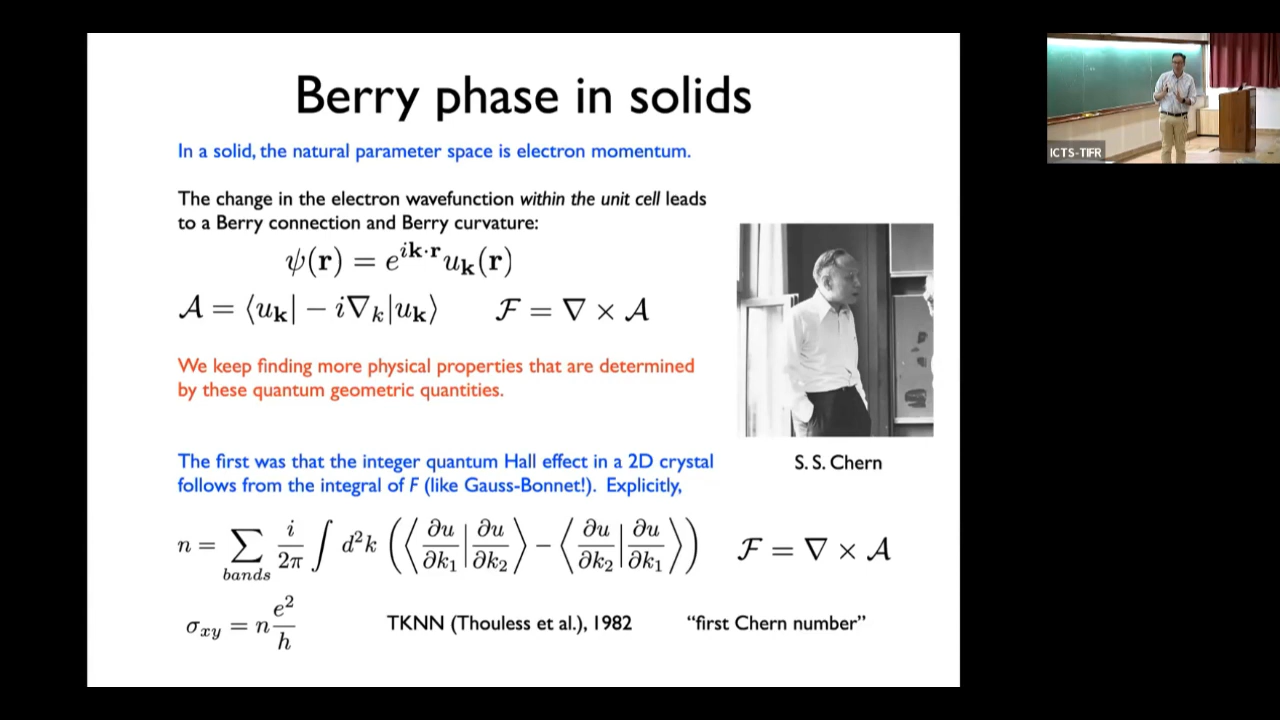 Berry phase in solids
In a solid, the natural parameter space is electron momentum.
The change in the electron wavefunction within the unit cell leads
to a Berry connection and Berry curvature:
ψ(r) = e^{ik·r} u_k(r)
𝒜 = ⟨u_k| − i∇_k |u_k⟩   ℱ = ∇ × 𝒜
We keep finding more physical properties that are determined
by these quantum geometric quantities.
S. S. Chern
The first was that the integer quantum Hall effect in a 2D crystal
follows from the integral of F (like Gauss-Bonnet!). Explicitly,
n = ∑_{bands} i/2π ∫ d²k (⟨∂u/∂k₁|∂u/∂k₂⟩ − ⟨∂u/∂k₂|∂u/∂k₁⟩)   ℱ = ∇ × 𝒜
σ_{xy} = n e²/h   TKNN (Thouless et al.), 1982   “first Chern number”
ICTS-TIFR